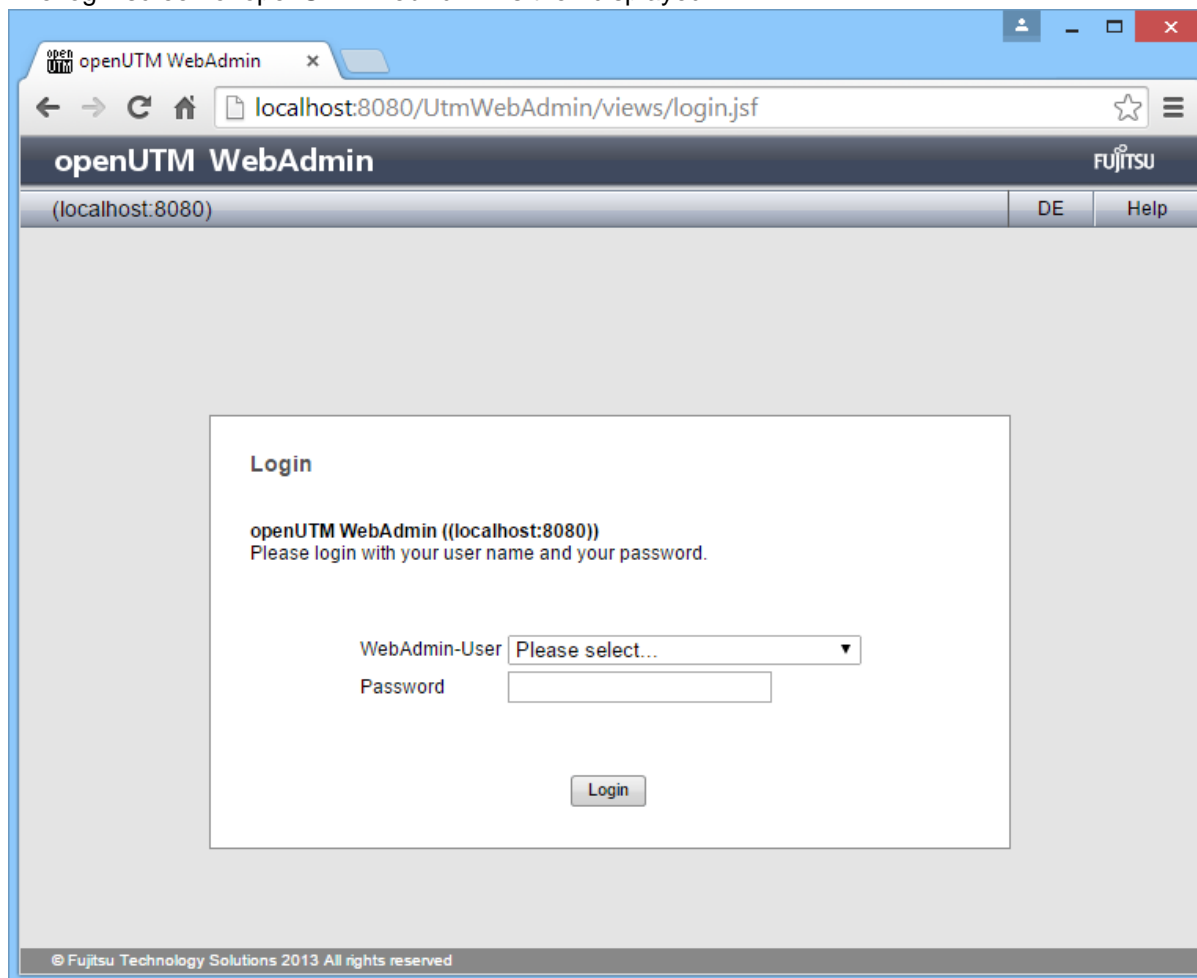 open UTM openUTM WebAdmin
localhost:8080/UtmWebAdmin/views/login.jsf
openUTM WebAdmin FUJITSU
(localhost:8080) DE Help
Login
openUTM WebAdmin ((localhost:8080))
Please login with your user name and your password.
WebAdmin-User Please select...
Password
Login
© Fujitsu Technology Solutions 2013 All rights reserved